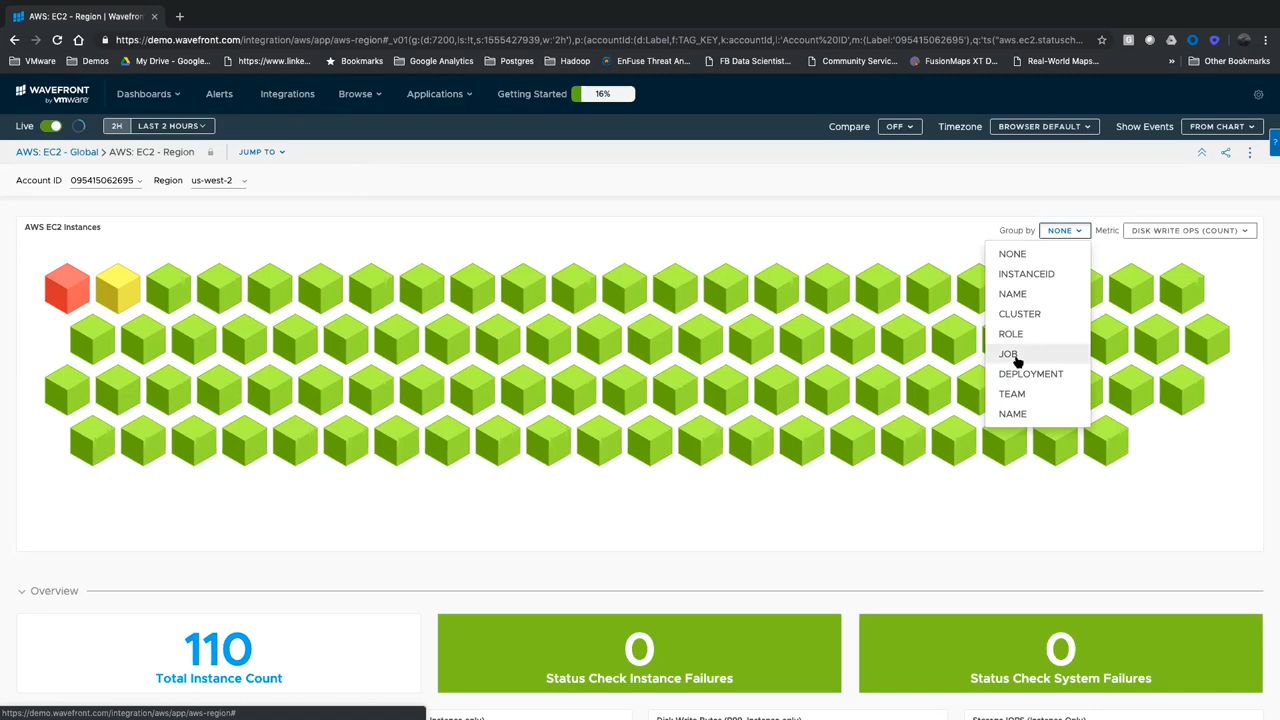 AWS: EC2 - Region | Wavefron
https://demo.wavefront.com/integration/aws/app/aws-region#_v01(g:(d:7200,ls:!t,s:1555427939,w:'2h'),p:(accountId:(d:Label,f:TAG_KEY,k:accountId,l:'Account%20ID',m:(Label:'095415062695'),q:'ts("aws.ec2.statusch...
VMware Demos My Drive - Google... https://www.linke... Bookmarks Google Analytics Postgres Hadoop EnFuse Threat An... FB Data Scientist... Community Servic... FusionMaps XT D... Real-World Maps... » Other Bookmarks
WAVEFRONT
by vmware
Dashboards Alerts Integrations Browse Applications Getting Started 16%
Live 2H LAST 2 HOURS Compare OFF Timezone BROWSER DEFAULT Show Events FROM CHART
?
AWS: EC2 - Global > AWS: EC2 - Region JUMP TO
Account ID 095415062695 Region us-west-2
AWS EC2 Instances Group by NONE Metric DISK WRITE OPS (COUNT)
NONE
INSTANCEID
NAME
CLUSTER
ROLE
JOB
DEPLOYMENT
TEAM
NAME
Overview
110 0 0
Total Instance Count Status Check Instance Failures Status Check System Failures
https://demo.wavefront.com/integration/aws/app/aws-region#